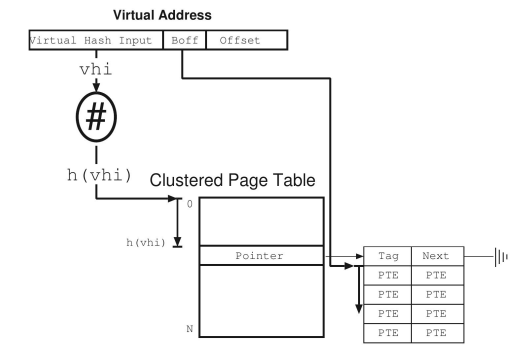 Virtual Address
Virtual Hash Input Boff Offset
vhi
#
h(vhi)
Clustered Page Table
0
h(vhi)
Pointer
Tag Next
PTE PTE
PTE PTE
PTE PTE
PTE PTE
N